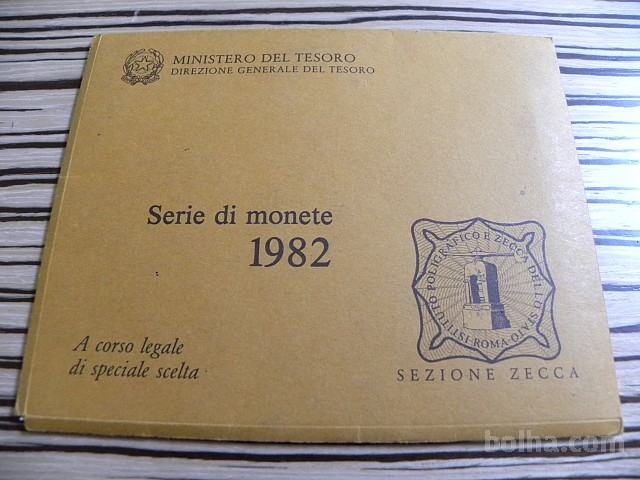 MINISTERO DEL TESORO
DIREZIONE GENERALE DEL TESORO
Serie di monete
1982
A corso legale
di speciale scelta
ISTITUTO POLIGRAFICO E ZECCA DELLO STATO
ROMA
SEZIONE ZECCA
bolha.com